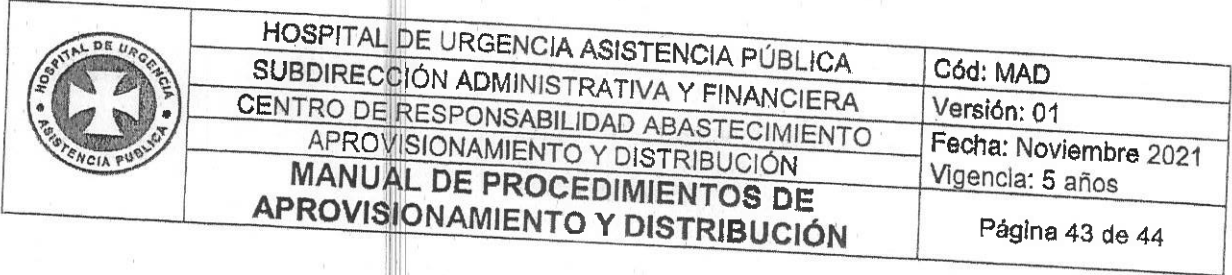 HOSPITAL DE URGENCIA
ASISTENCIA PUBLICA
HOSPITAL DE URGENCIA ASISTENCIA PÚBLICA
SUBDIRECCIÓN ADMINISTRATIVA Y FINANCIERA
CENTRO DE RESPONSABILIDAD ABASTECIMIENTO
APROVISIONAMIENTO Y DISTRIBUCIÓN
MANUAL DE PROCEDIMIENTOS DE
APROVISIONAMIENTO Y DISTRIBUCIÓN
Cód: MAD
Versión: 01
Fecha: Noviembre 2021
Vigencia: 5 años
Página 43 de 44